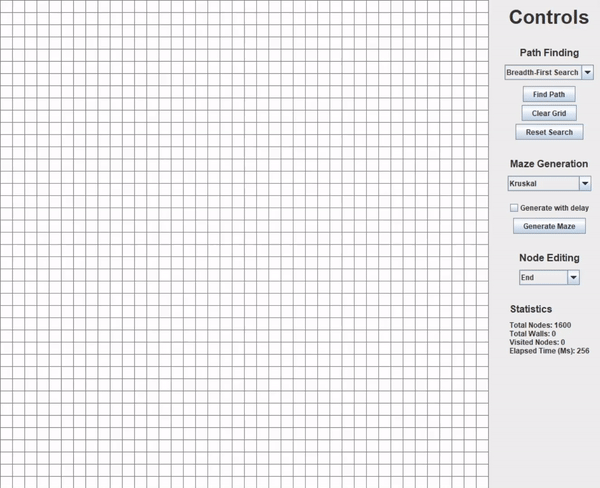 Controls
Path Finding
Breadth-First Search
Find Path
Clear Grid
Reset Search
Maze Generation
Kruskal
Generate with delay
Generate Maze
Node Editing
End
Statistics
Total Nodes: 1600
Total Walls: 0
Visited Nodes: 0
Elapsed Time (Ms): 256